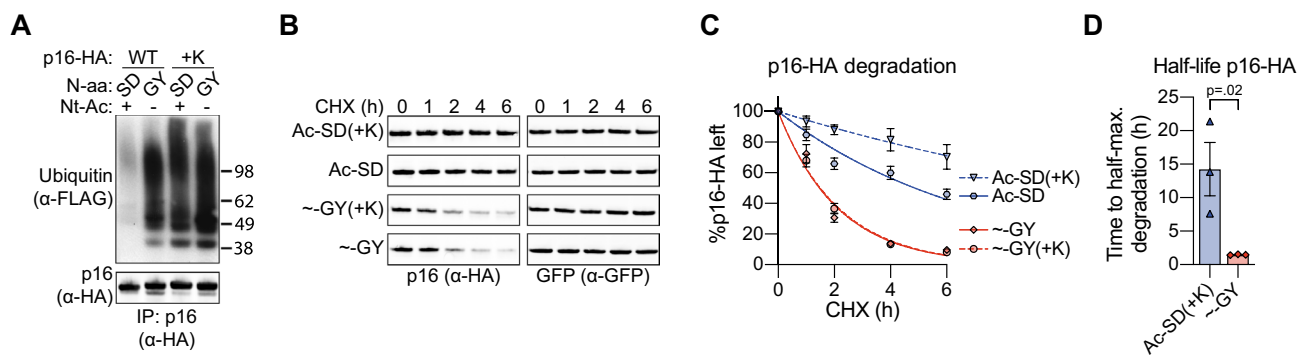 A
p16-HA: WT +K
N-aa: SD GY SD GY
Nt-Ac: + - + -
Ubiquitin
(α-FLAG)
98
62
49
38
p16
(α-HA)
IP: p16
(α-HA)
B
CHX (h) 0 1 2 4 6 0 1 2 4 6
Ac-SD(+K)
Ac-SD
~-GY(+K)
~-GY
p16 (α-HA) GFP (α-GFP)
C
p16-HA degradation
%p16-HA left
100
80
60
40
20
0
0 2 4 6
CHX (h)
Ac-SD(+K)
Ac-SD
~-GY
~-GY(+K)
D
Half-life p16-HA
Time to half-max.
degradation (h)
p=.02
25
20
15
10
5
0
Ac-SD(+K)
~-GY